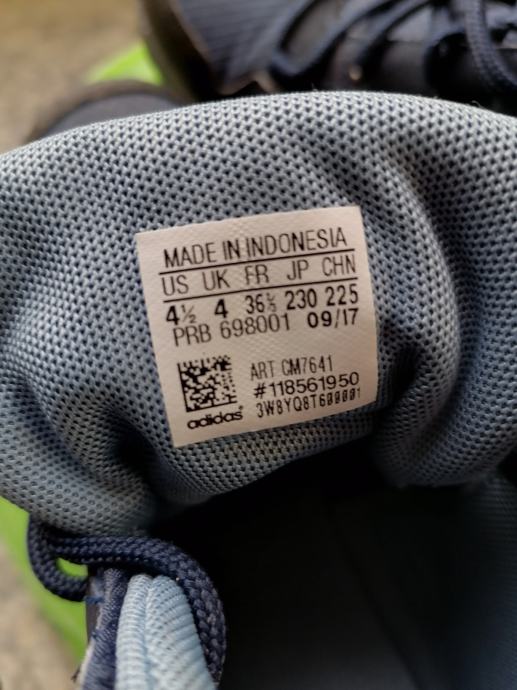 MADE IN INDONESIA
US UK FR JP CHN
4½ 4 36⅔ 230 225
PRB 698001 09/17
ART CM7641
#118561950
adidas 3W8YQ8T600001